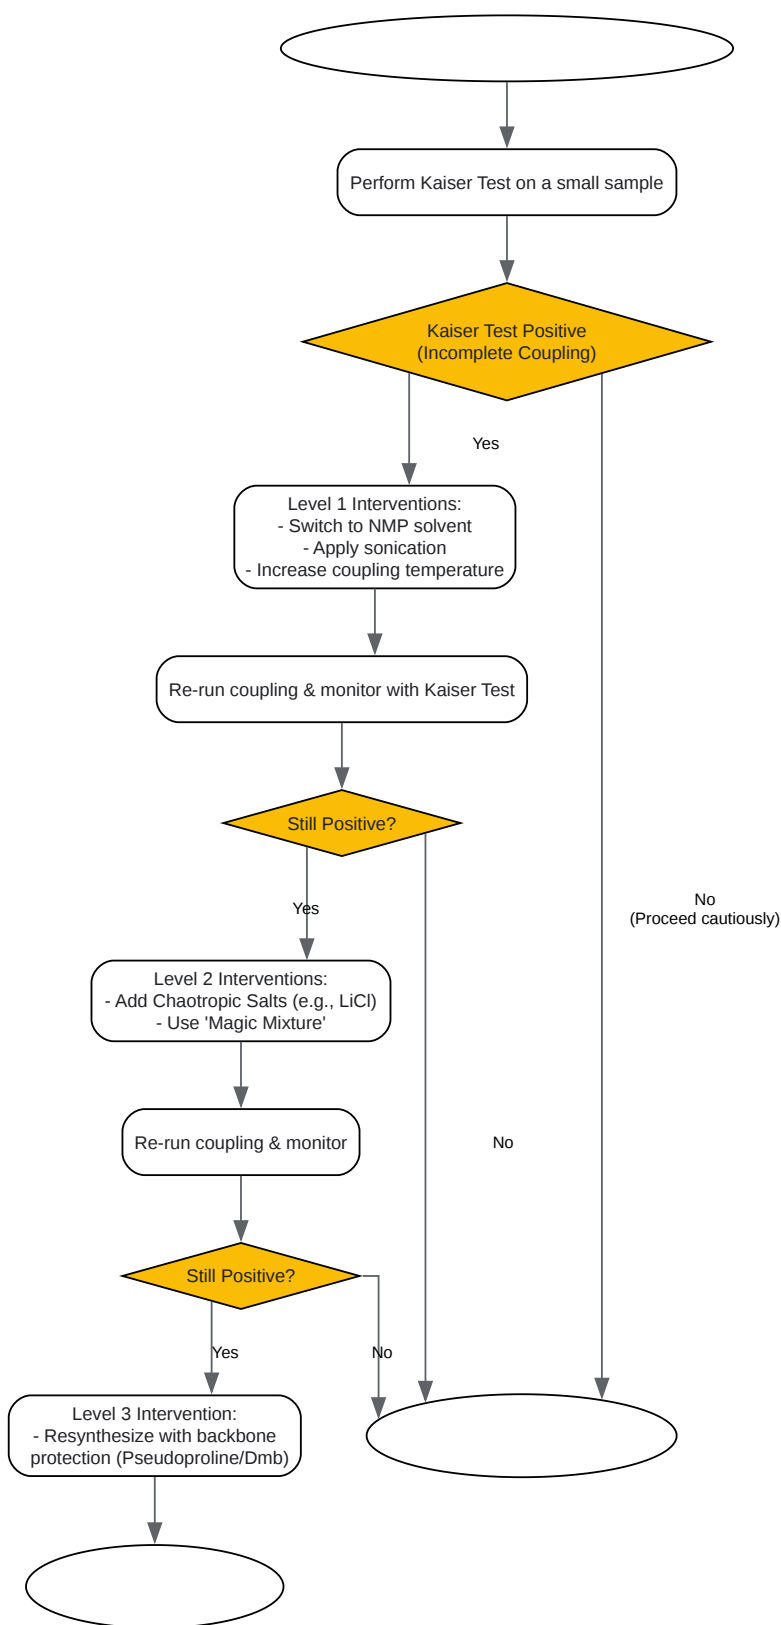 Perform Kaiser Test on a small sample
Kaiser Test Positive
(Incomplete Coupling)
Yes
Level 1 Interventions:
- Switch to NMP solvent
- Apply sonication
- Increase coupling temperature
Re-run coupling & monitor with Kaiser Test
Still Positive?
No
(Proceed cautiously)
Yes
Level 2 Interventions:
- Add Chaotropic Salts (e.g., LiCl)
- Use 'Magic Mixture'
Re-run coupling & monitor
No
Still Positive?
Yes
No
Level 3 Intervention:
- Resynthesize with backbone
protection (Pseudoproline/Dmb)